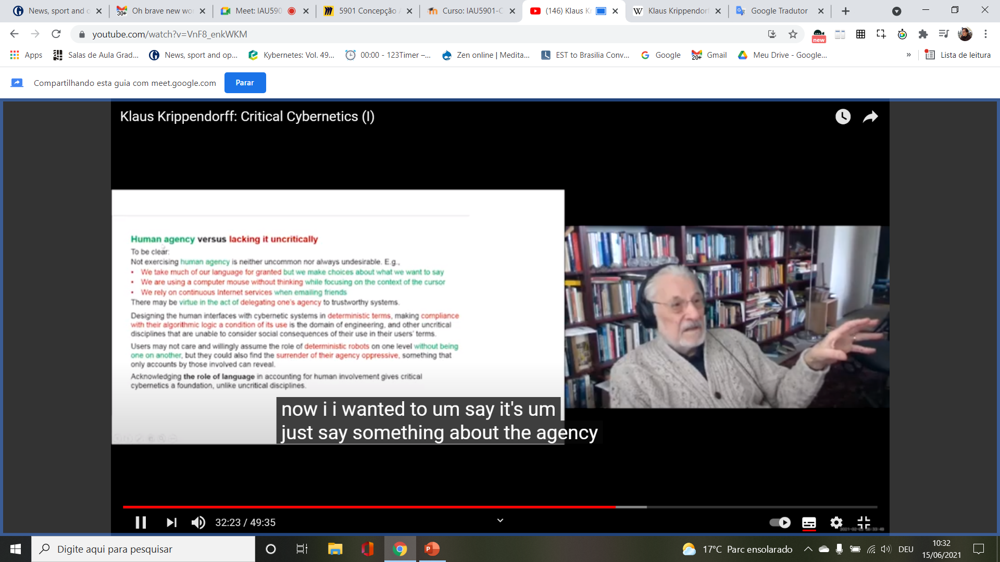 News, sport and o
30+ Oh brave new wo
Meet: IAU590
5901 Concepção A
Curso: IAU5901-C
(146) Klaus K
W Klaus Krippendorf
Google Tradutor
youtube.com/watch?v=VnF8_enkWKM
new
Apps
Salas de Aula Grad...
News, sport and op...
Kybernetes: Vol. 49...
00:00 - 123Timer –...
Zen online | Medita...
EST to Brasilia Conv...
Google
20+ Gmail
Meu Drive - Google...
»
Lista de leitura
Compartilhando esta guia com meet.google.com
Parar
Klaus Krippendorff: Critical Cybernetics (I)
Human agency versus lacking it uncritically
To be clear:
Not exercising human agency is neither uncommon nor always undesirable. E.g.,
• We take much of our language for granted but we make choices about what we want to say
• We are using a computer mouse without thinking while focusing on the context of the cursor
• We rely on continuous Internet services when emailing friends
There may be virtue in the act of delegating one's agency to trustworthy systems.
Designing the human interfaces with cybernetic systems in deterministic terms, making compliance
with their algorithmic logic a condition of its use is the domain of engineering, and other uncritical
disciplines that are unable to consider social consequences of their use in their users' terms.
Users may not care and willingly assume the role of deterministic robots on one level without being
one on another, but they could also find the surrender of their agency oppressive, something that
only accounts by those involved can reveal.
Acknowledging the role of language in accounting for human involvement gives critical
cybernetics a foundation, unlike uncritical disciplines.
now i i wanted to um say it's um
just say something about the agency
32:23 / 49:35
Digite aqui para pesquisar
17°C Parc ensolarado
DEU
10:32
15/06/2021